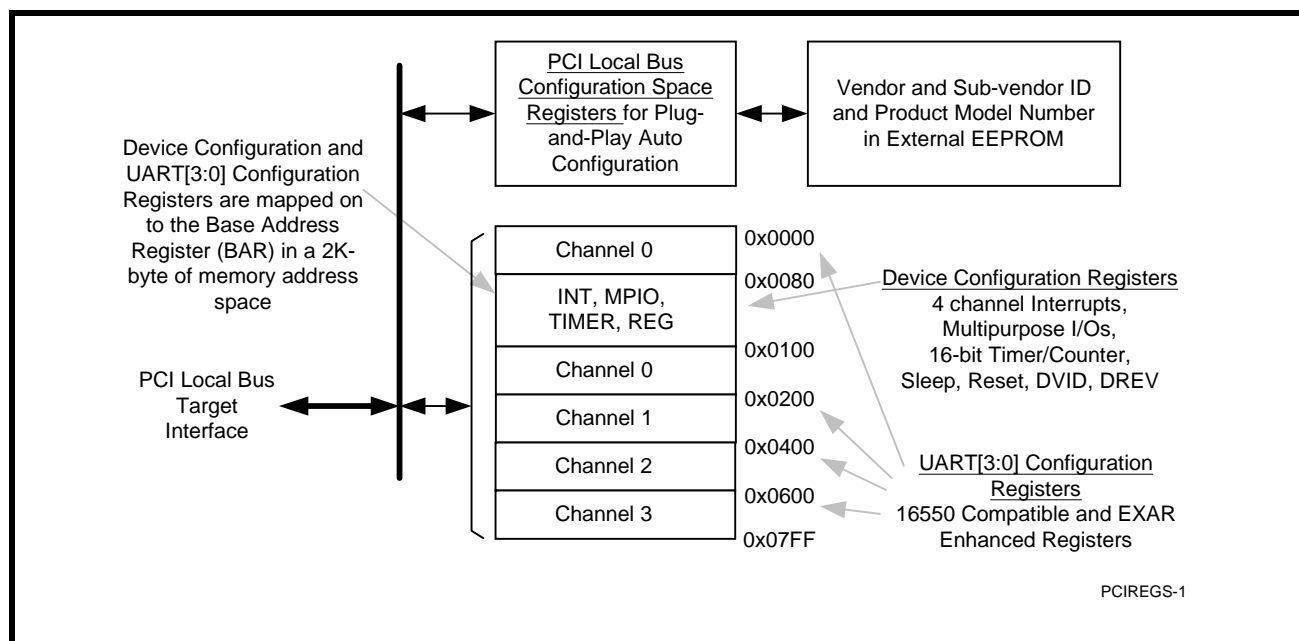 PCI Local Bus
Configuration Space
Registers for Plug-
and-Play Auto
Configuration
Vendor and Sub-vendor ID
and Product Model Number
in External EEPROM
Device Configuration and
UART[3:0] Configuration
Registers are mapped on
to the Base Address
Register (BAR) in a 2K-
byte of memory address
space
PCI Local Bus
Target
Interface
Channel 0
INT, MPIO,
TIMER, REG
Channel 0
Channel 1
Channel 2
Channel 3
0x0000
0x0080
0x0100
0x0200
0x0400
0x0600
0x07FF
Device Configuration Registers
4 channel Interrupts,
Multipurpose I/Os,
16-bit Timer/Counter,
Sleep, Reset, DVID, DREV
UART[3:0] Configuration
Registers
16550 Compatible and EXAR
Enhanced Registers
PCIREGS-1